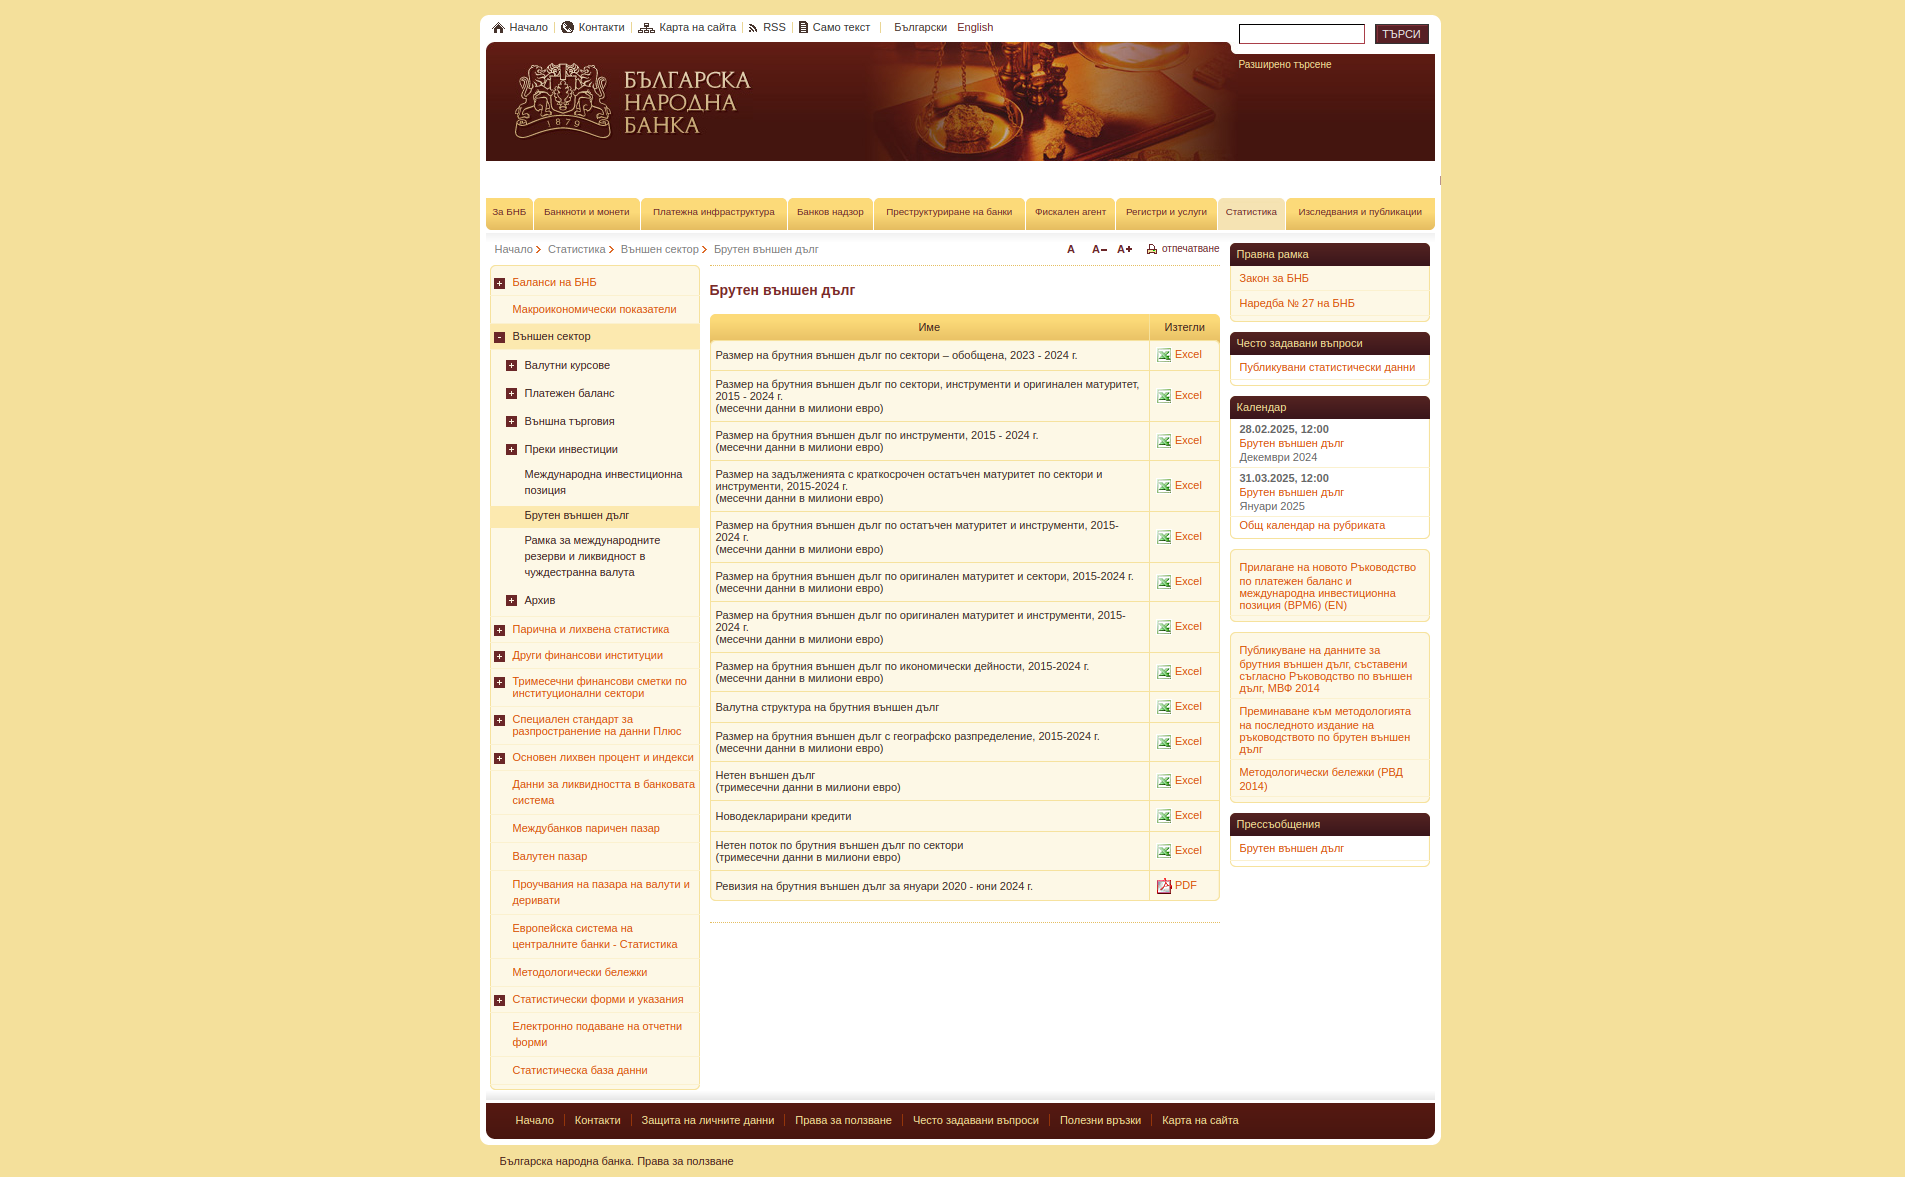 Начало
Контакти
Карта на сайта
RSS
Само текст
Български
English
ТЪРСИ
Разширено търсене
БЪЛГАРСКА
НАРОДНА
БАНКА
1879
За БНБ
Банкноти и монети
Платежна инфраструктура
Банков надзор
Преструктуриране на банки
Фискален агент
Регистри и услуги
Статистика
Изследвания и публикации
Начало
Статистика
Външен сектор
Брутен външен дълг
A
A
A
отпечатване
Баланси на БНБ
Макроикономически показатели
Външен сектор
Валутни курсове
Платежен баланс
Външна търговия
Преки инвестиции
Международна инвестиционна
позиция
Брутен външен дълг
Рамка за международните
резерви и ликвидност в
чуждестранна валута
Архив
Парична и лихвена статистика
Други финансови институции
Тримесечни финансови сметки по
институционални сектори
Специален стандарт за
разпространение на данни Плюс
Основен лихвен процент и индекси
Данни за ликвидността в банковата
система
Междубанков паричен пазар
Валутен пазар
Проучвания на пазара на валути и
деривати
Европейска система на
централните банки - Статистика
Методологически бележки
Статистически форми и указания
Електронно подаване на отчетни
форми
Статистическа база данни
Брутен външен дълг
Име
Изтегли
Размер на брутния външен дълг по сектори – обобщена, 2023 - 2024 г.
Excel
Размер на брутния външен дълг по сектори, инструменти и оригинален матуритет,
2015 - 2024 г.
(месечни данни в милиони евро)
Excel
Размер на брутния външен дълг по инструменти, 2015 - 2024 г.
(месечни данни в милиони евро)
Excel
Размер на задълженията с краткосрочен остатъчен матуритет по сектори и
инструменти, 2015-2024 г.
(месечни данни в милиони евро)
Excel
Размер на брутния външен дълг по остатъчен матуритет и инструменти, 2015-
2024 г.
(месечни данни в милиони евро)
Excel
Размер на брутния външен дълг по оригинален матуритет и сектори, 2015-2024 г.
(месечни данни в милиони евро)
Excel
Размер на брутния външен дълг по оригинален матуритет и инструменти, 2015-
2024 г.
(месечни данни в милиони евро)
Excel
Размер на брутния външен дълг по икономически дейности, 2015-2024 г.
(месечни данни в милиони евро)
Excel
Валутна структура на брутния външен дълг
Excel
Размер на брутния външен дълг с географско разпределение, 2015-2024 г.
(месечни данни в милиони евро)
Excel
Нетен външен дълг
(тримесечни данни в милиони евро)
Excel
Новодекларирани кредити
Excel
Нетен поток по брутния външен дълг по сектори
(тримесечни данни в милиони евро)
Excel
Ревизия на брутния външен дълг за януари 2020 - юни 2024 г.
PDF
Правна рамка
Закон за БНБ
Наредба № 27 на БНБ
Често задавани въпроси
Публикувани статистически данни
Календар
28.02.2025, 12:00
Брутен външен дълг
Декември 2024
31.03.2025, 12:00
Брутен външен дълг
Януари 2025
Общ календар на рубриката
Прилагане на новото Ръководство
по платежен баланс и
международна инвестиционна
позиция (BPM6) (EN)
Публикуване на данните за
брутния външен дълг, съставени
съгласно Ръководство по външен
дълг, МВФ 2014
Преминаване към методологията
на последното издание на
ръководството по брутен външен
дълг
Методологически бележки (РВД
2014)
Прессъобщения
Брутен външен дълг
Начало
Контакти
Защита на личните данни
Права за ползване
Често задавани въпроси
Полезни връзки
Карта на сайта
Българска народна банка. Права за ползване